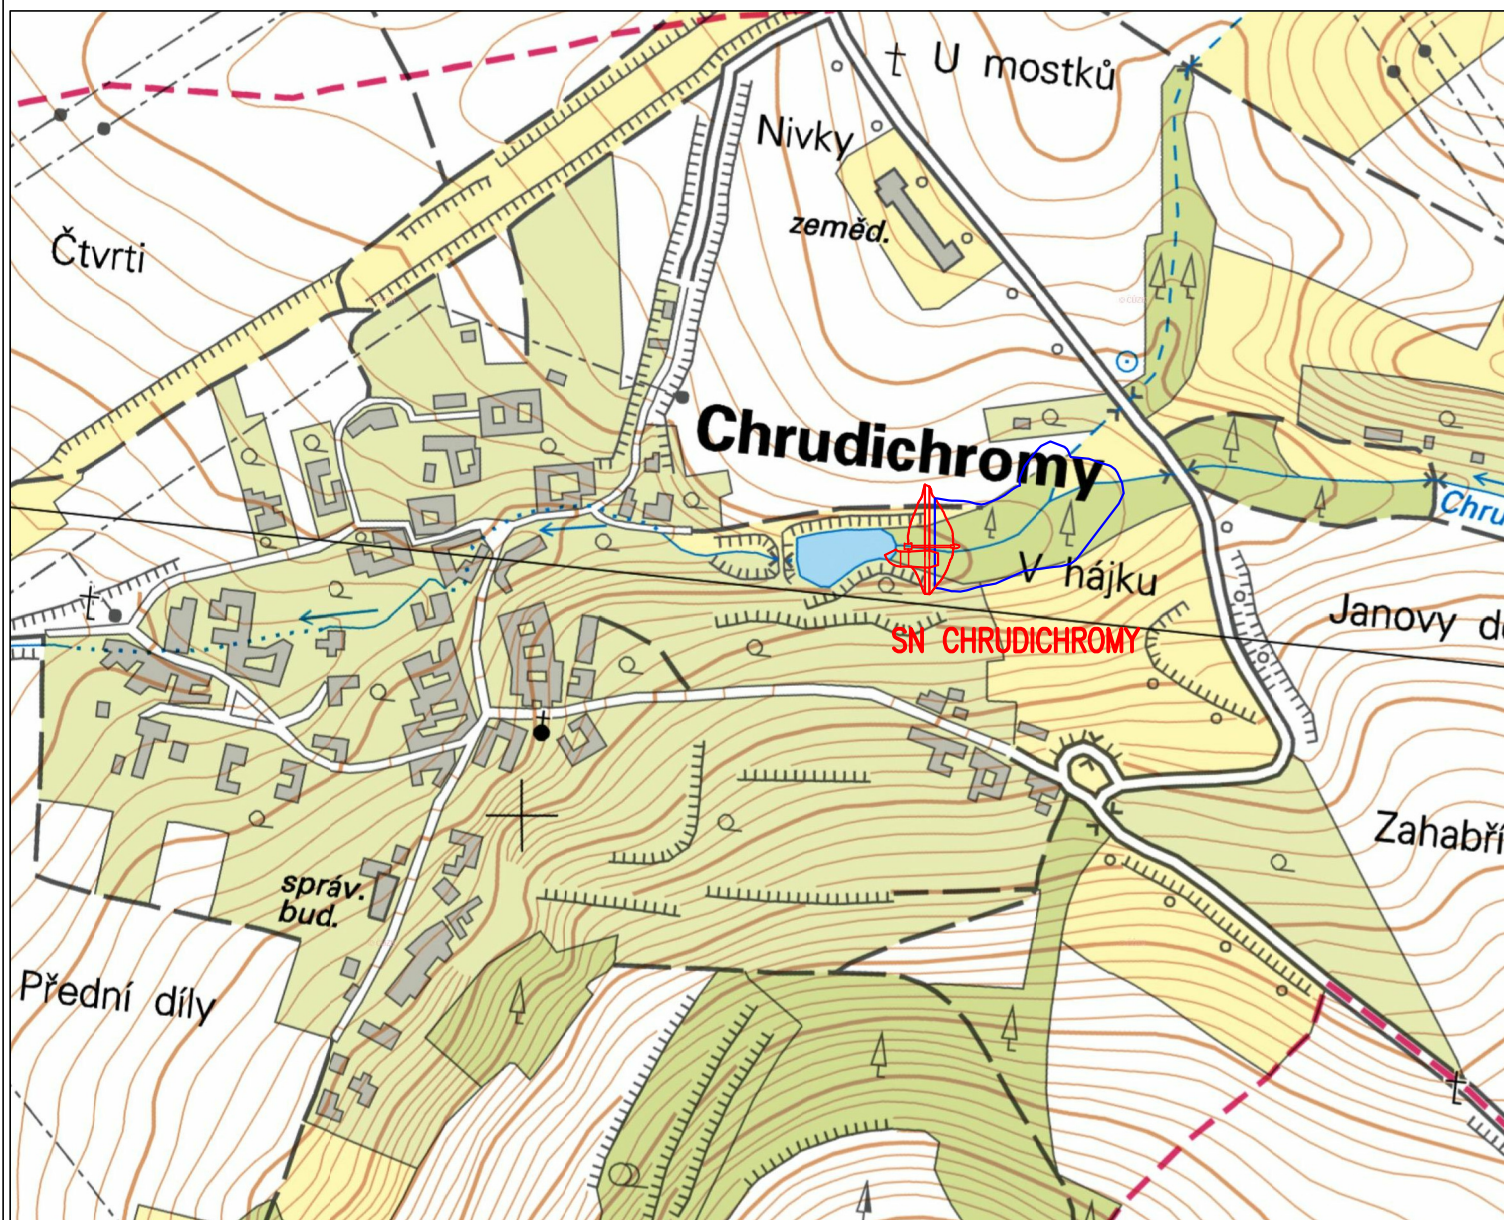 U mostků
Nivky
zeměd.
Čtvrti
Chrudichromy
Chru
V hájku
Janovy d
SN CHRUDICHROMY
Zahabří
správ.
bud.
Přední díly